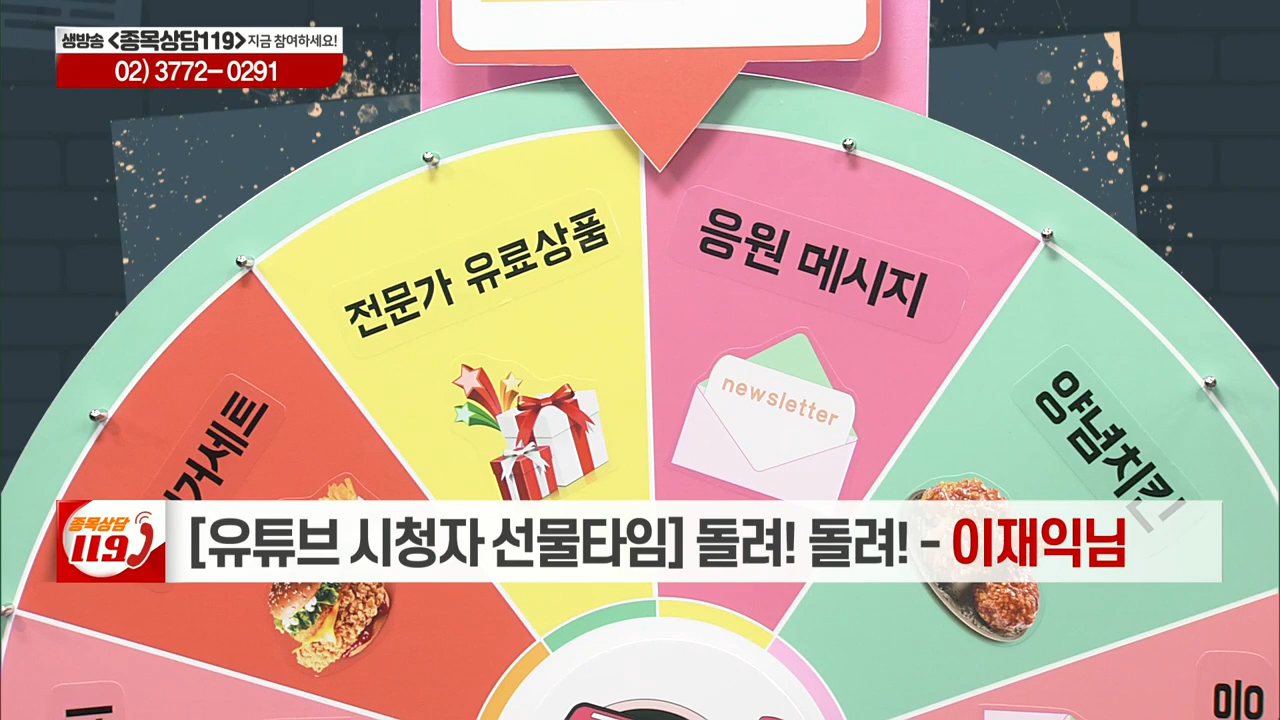 생방송 <종목상담119> 지금 참여하세요!
02) 3772-0291
전문가 유료상품
응원 메시지
거세트
양념치킨
newsletter
종목상담
119
[유튜브 시청자 선물타임] 돌려! 돌려! - 이재익님